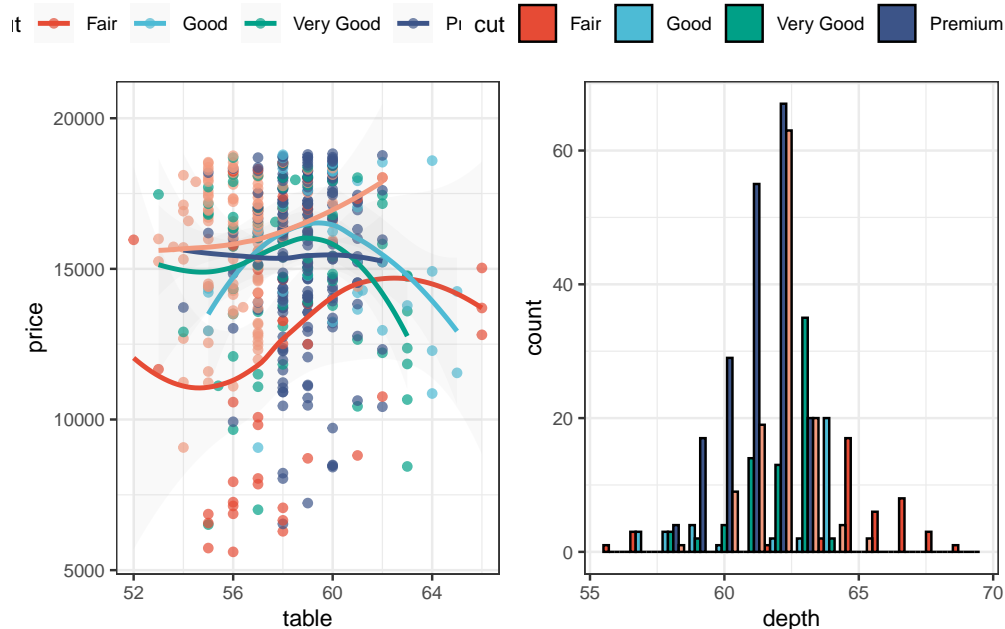 Fair Good Very Good
cut Fair Good Very Good Premium
20000
15000
10000
5000
price
52 56 60 64
table
60
40
20
0
count
55 60 65 70
depth